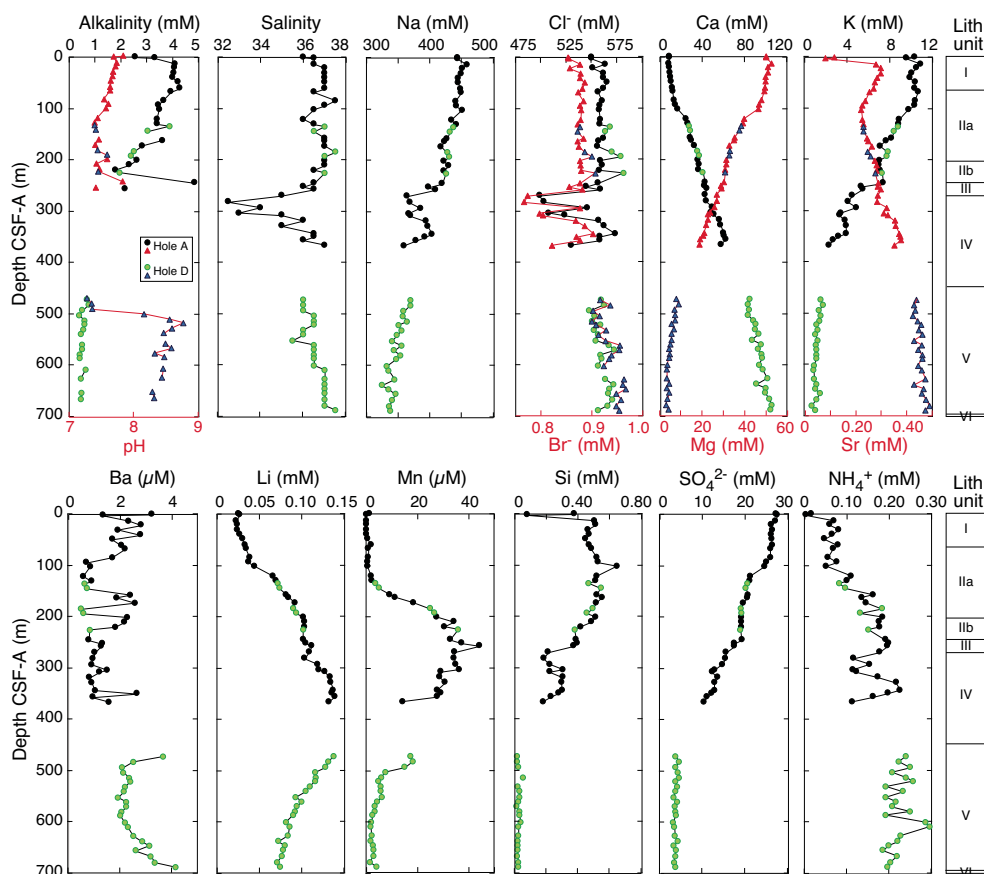 Alkalinity (mM) Salinity Na (mM) Cl⁻ (mM) Ca (mM) K (mM) Lith unit
0 1 2 3 4 5 32 34 36 38 300 400 500 475 525 575 0 40 80 120 0 4 8 12
0 I
100 IIa
200 IIb
III
300 IV
Hole A
Hole D
400
500 V
600
700 VI
Depth CSF-A (m)
7 8 9 0.8 0.9 1.0 0 20 40 60 0 0.20 0.40
pH Br⁻ (mM) Mg (mM) Sr (mM)
Ba (µM) Li (mM) Mn (µM) Si (mM) SO₄²⁻ (mM) NH₄⁺ (mM) Lith unit
0 2 4 0 0.05 0.10 0.15 0 10 20 30 40 50 0 0.40 0.80 0 10 20 30 0 0.10 0.20 0.30
0 I
100 IIa
200 IIb
III
300 IV
400
500 V
600
700 VI
Depth CSF-A (m)